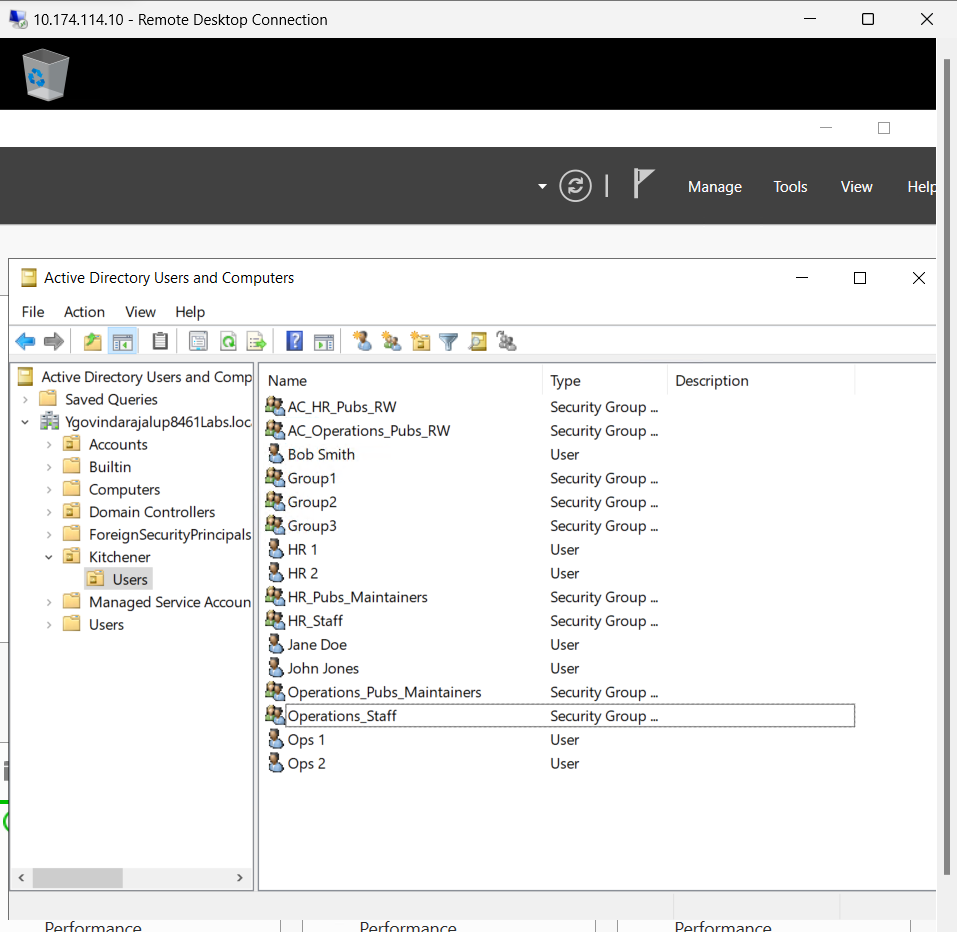 10.174.114.10 - Remote Desktop Connection
Manage Tools View Help
Active Directory Users and Computers
File Action View Help
Active Directory Users and Comp
Saved Queries
Ygovindarajalup8461Labs.loc
Accounts
Builtin
Computers
Domain Controllers
ForeignSecurityPrincipals
Kitchener
Users
Managed Service Accoun
Users
Name Type Description
AC_HR_Pubs_RW Security Group ...
AC_Operations_Pubs_RW Security Group ...
Bob Smith User
Group1 Security Group ...
Group2 Security Group ...
Group3 Security Group ...
HR 1 User
HR 2 User
HR_Pubs_Maintainers Security Group ...
HR_Staff Security Group ...
Jane Doe User
John Jones User
Operations_Pubs_Maintainers Security Group ...
Operations_Staff Security Group ...
Ops 1 User
Ops 2 User
Performance Performance Performance